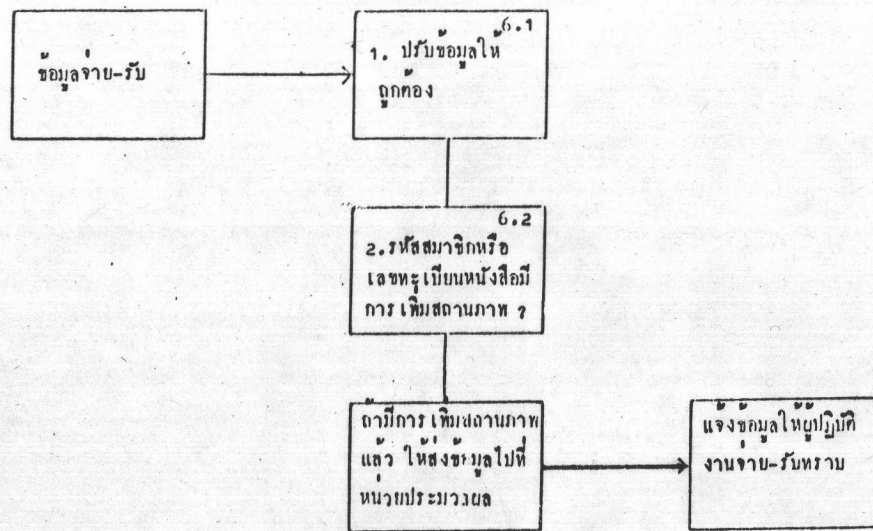 ข้อมูลจ่าย-รับ
6.1
1. ปรับข้อมูลให้
ถูกต้อง
6.2
2.รหัสสมาชิกหรือ
เลขทะเบียนหนังสือมี
การเพิ่มสถานภาพ ?
ถ้ามีการเพิ่มสถานภาพ
แล้ว ให้ส่งข้อมูลไปที่
หน่วยประมวลผล
แจ้งข้อมูลให้ผู้ปฏิบัติ
งานจ่าย-รับทราบ